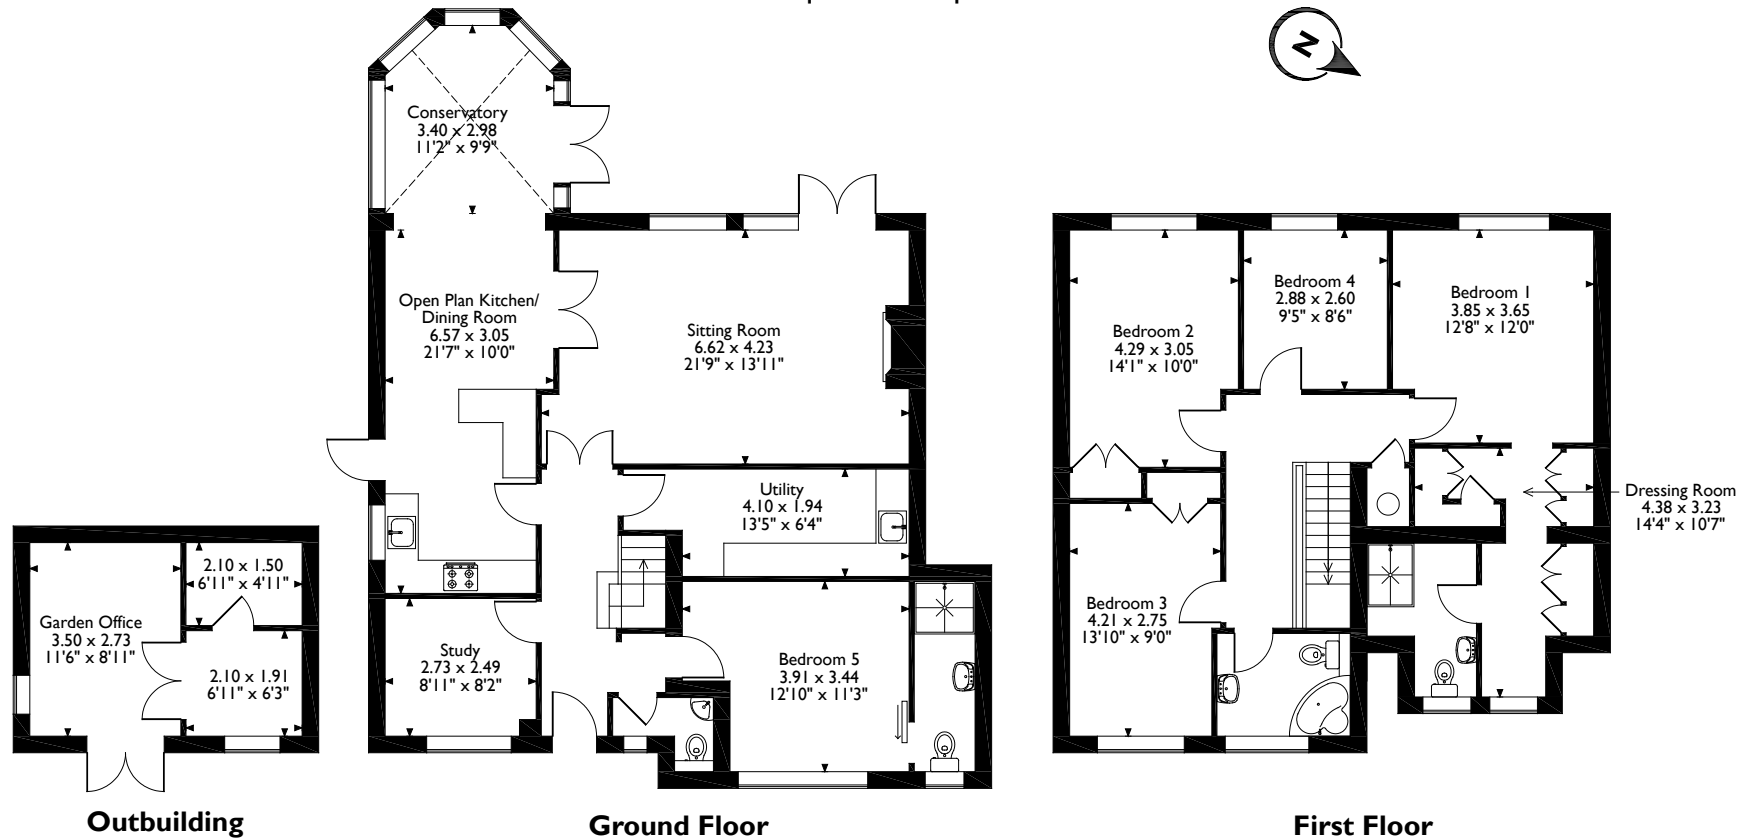 N
Conservatory
3.40 x 2.98
11'2" x 9'9"
Open Plan Kitchen/
Dining Room
6.57 x 3.05
21'7" x 10'0"
Sitting Room
6.62 x 4.23
21'9" x 13'11"
Utility
4.10 x 1.94
13'5" x 6'4"
Study
2.73 x 2.49
8'11" x 8'2"
Bedroom 5
3.91 x 3.44
12'10" x 11'3"
Garden Office
3.50 x 2.73
11'6" x 8'11"
2.10 x 1.50
6'11" x 4'11"
2.10 x 1.91
6'11" x 6'3"
Bedroom 2
4.29 x 3.05
14'1" x 10'0"
Bedroom 4
2.88 x 2.60
9'5" x 8'6"
Bedroom 1
3.85 x 3.65
12'8" x 12'0"
Dressing Room
4.38 x 3.23
14'4" x 10'7"
Bedroom 3
4.21 x 2.75
13'10" x 9'0"
Outbuilding
Ground Floor
First Floor